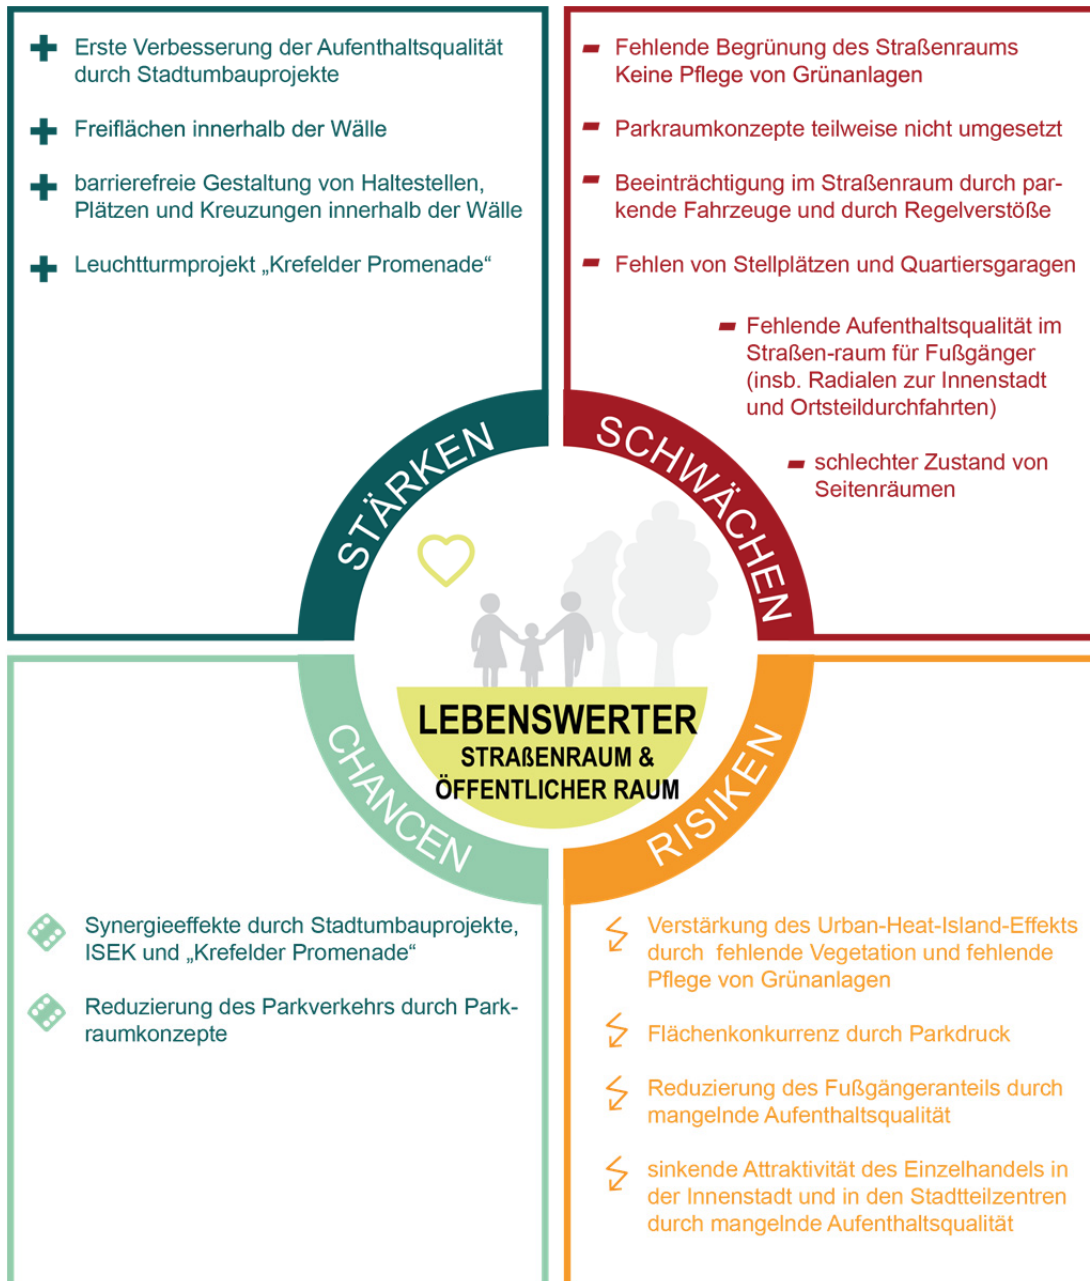 Erste Verbesserung der Aufenthaltsqualität
durch Stadtumbauprojekte
Freiflächen innerhalb der Wälle
barrierefreie Gestaltung von Haltestellen,
Plätzen und Kreuzungen innerhalb der Wälle
Leuchtturmprojekt „Krefelder Promenade“
STÄRKEN
Fehlende Begrünung des Straßenraums
Keine Pflege von Grünanlagen
Parkraumkonzepte teilweise nicht umgesetzt
Beeinträchtigung im Straßenraum durch par-
kende Fahrzeuge und durch Regelverstöße
Fehlen von Stellplätzen und Quartiersgaragen
Fehlende Aufenthaltsqualität im
Straßen-raum für Fußgänger
(insb. Radialen zur Innenstadt
und Ortsteildurchfahrten)
schlechter Zustand von
Seitenräumen
SCHWÄCHEN
LEBENSWERTER
STRAßENRAUM &
ÖFFENTLICHER RAUM
CHANCEN
Synergieeffekte durch Stadtumbauprojekte,
ISEK und „Krefelder Promenade“
Reduzierung des Parkverkehrs durch Park-
raumkonzepte
RISIKEN
Verstärkung des Urban-Heat-Island-Effekts
durch fehlende Vegetation und fehlende
Pflege von Grünanlagen
Flächenkonkurrenz durch Parkdruck
Reduzierung des Fußgängeranteils durch
mangelnde Aufenthaltsqualität
sinkende Attraktivität des Einzelhandels in
der Innenstadt und in den Stadtteilzentren
durch mangelnde Aufenthaltsqualität